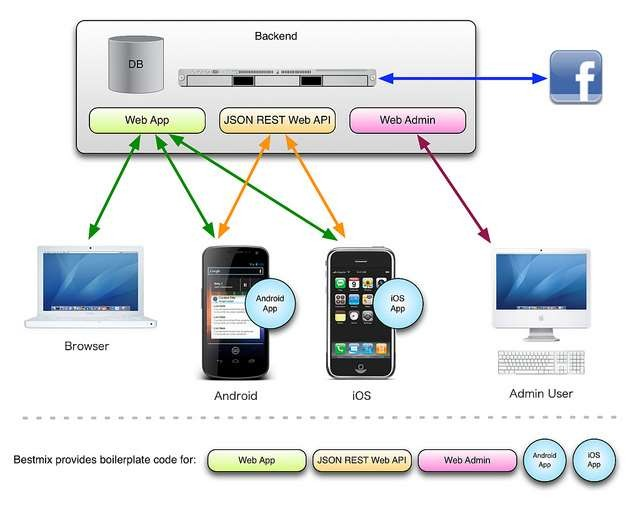 Backend
DB
f
Web App
JSON REST Web API
Web Admin
Android
App
iOS
App
Browser
Android
iOS
Admin User
Bestmix provides boilerplate code for:
Web App
JSON REST Web API
Web Admin
Android
App
iOS
App